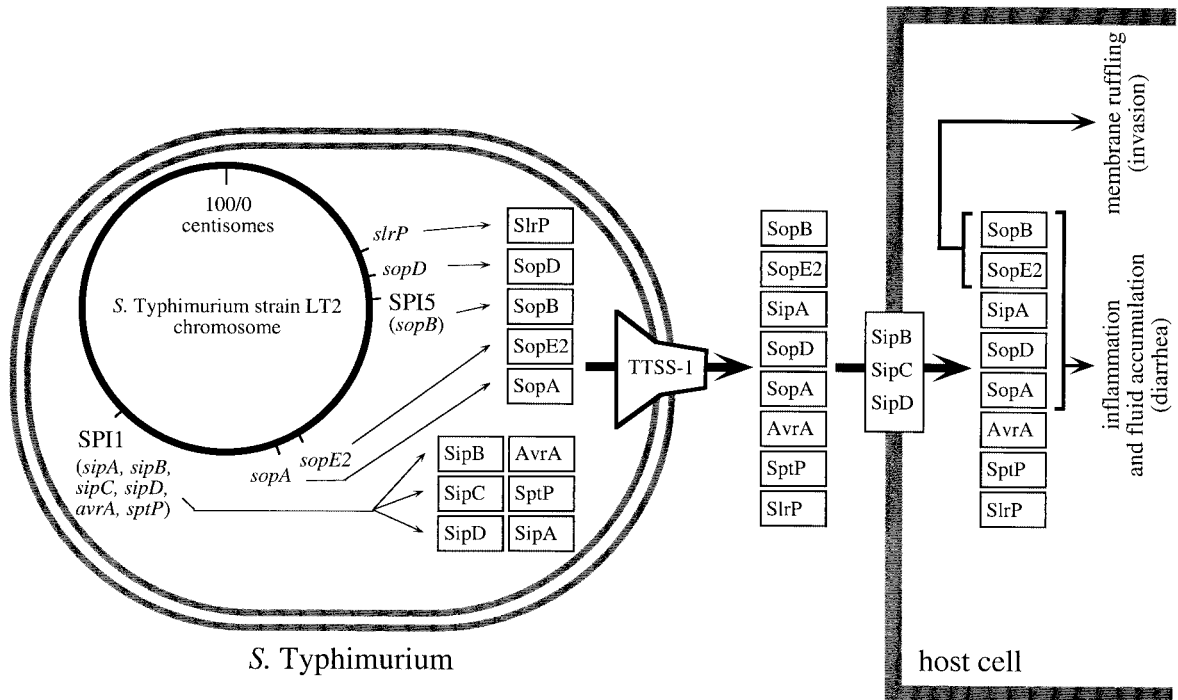 100/0
centisomes
S. Typhimurium strain LT2
chromosome
slrP
sopD
SPI5
(sopB)
SPI1
(sipA, sipB,
sipC, sipD,
avrA, sptP)
sopA
sopE2
SlrP
SopD
SopB
SopE2
SopA
SipB
AvrA
SipC
SptP
SipD
SipA
TTSS-1
S. Typhimurium
SopB
SopE2
SipA
SopD
SopA
AvrA
SptP
SlrP
SipB
SipC
SipD
SopB
SopE2
SipA
SopD
SopA
AvrA
SptP
SlrP
membrane ruffling
(invasion)
inflammation
and fluid accumulation
(diarrhea)
host cell